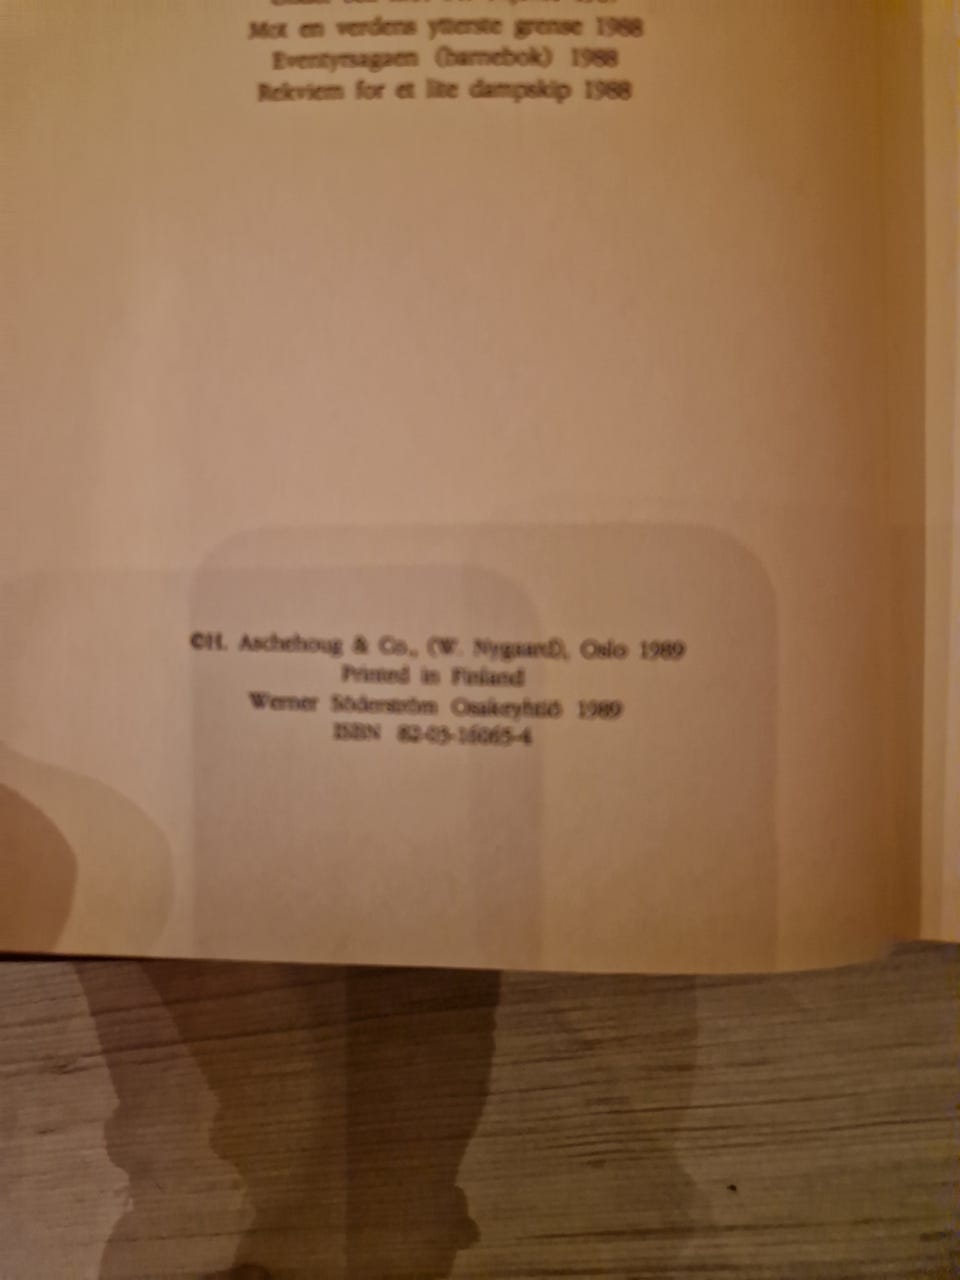 Mot en verdens ytterste grense 1988
Eventyrsagaen (barnebok) 1988
Rekviem for et lite dampskip 1988
©H. Aschehoug & Co., (W. Nygaard), Oslo 1989
Printed in Finland
Werner Söderström Osakeyhtiö 1989
ISBN 82-03-16065-4